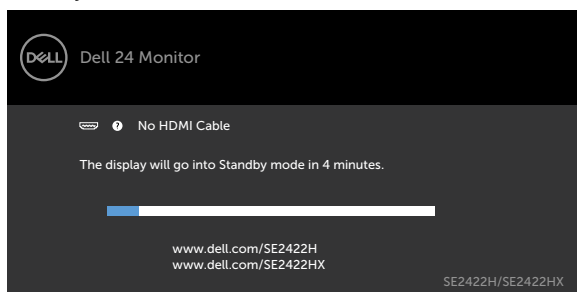 DELL Dell 24 Monitor
? No HDMI Cable
The display will go into Standby mode in 4 minutes.
www.dell.com/SE2422H
www.dell.com/SE2422HX
SE2422H/SE2422HX